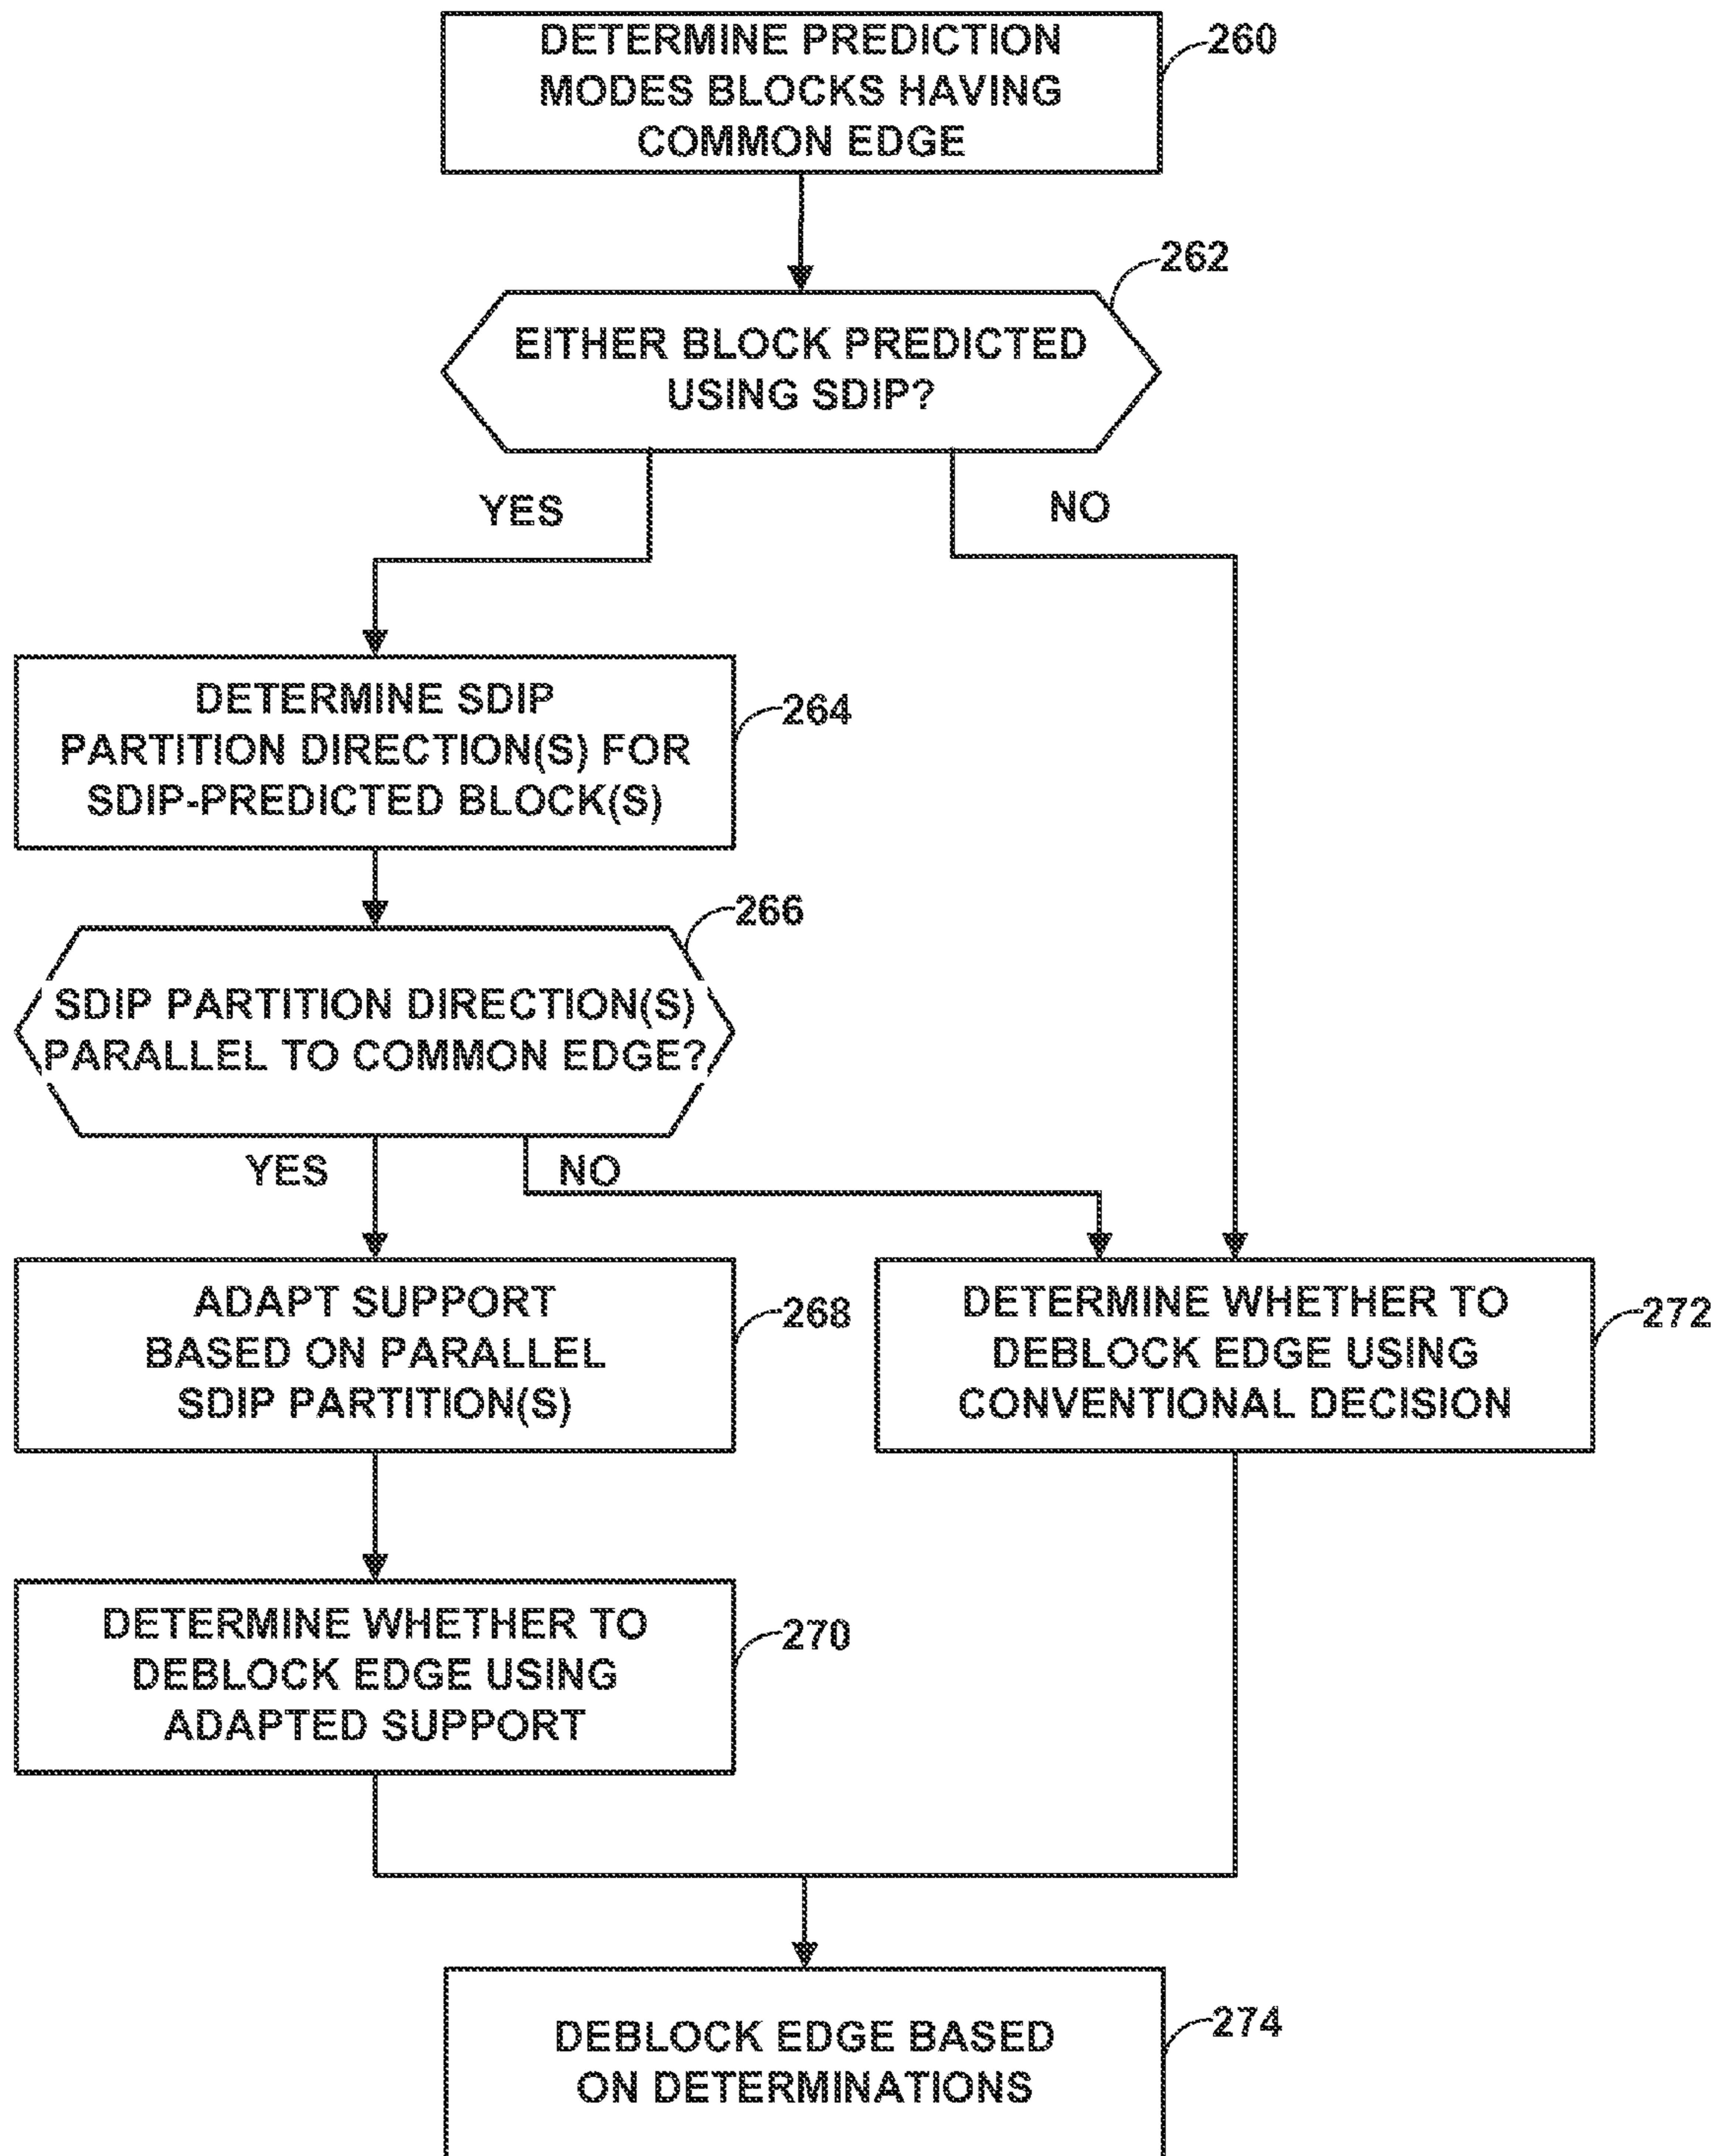 DETERMINE PREDICTION
MODES BLOCKS HAVING
COMMON EDGE
260
262
EITHER BLOCK PREDICTED
USING SDIP?
YES
NO
DETERMINE SDIP
PARTITION DIRECTION(S) FOR
SDIP-PREDICTED BLOCK(S)
264
266
SDIP PARTITION DIRECTION(S)
PARALLEL TO COMMON EDGE?
YES
NO
ADAPT SUPPORT
BASED ON PARALLEL
SDIP PARTITION(S)
268
DETERMINE WHETHER TO
DEBLOCK EDGE USING
CONVENTIONAL DECISION
272
DETERMINE WHETHER TO
DEBLOCK EDGE USING
ADAPTED SUPPORT
270
DEBLOCK EDGE BASED
ON DETERMINATIONS
274